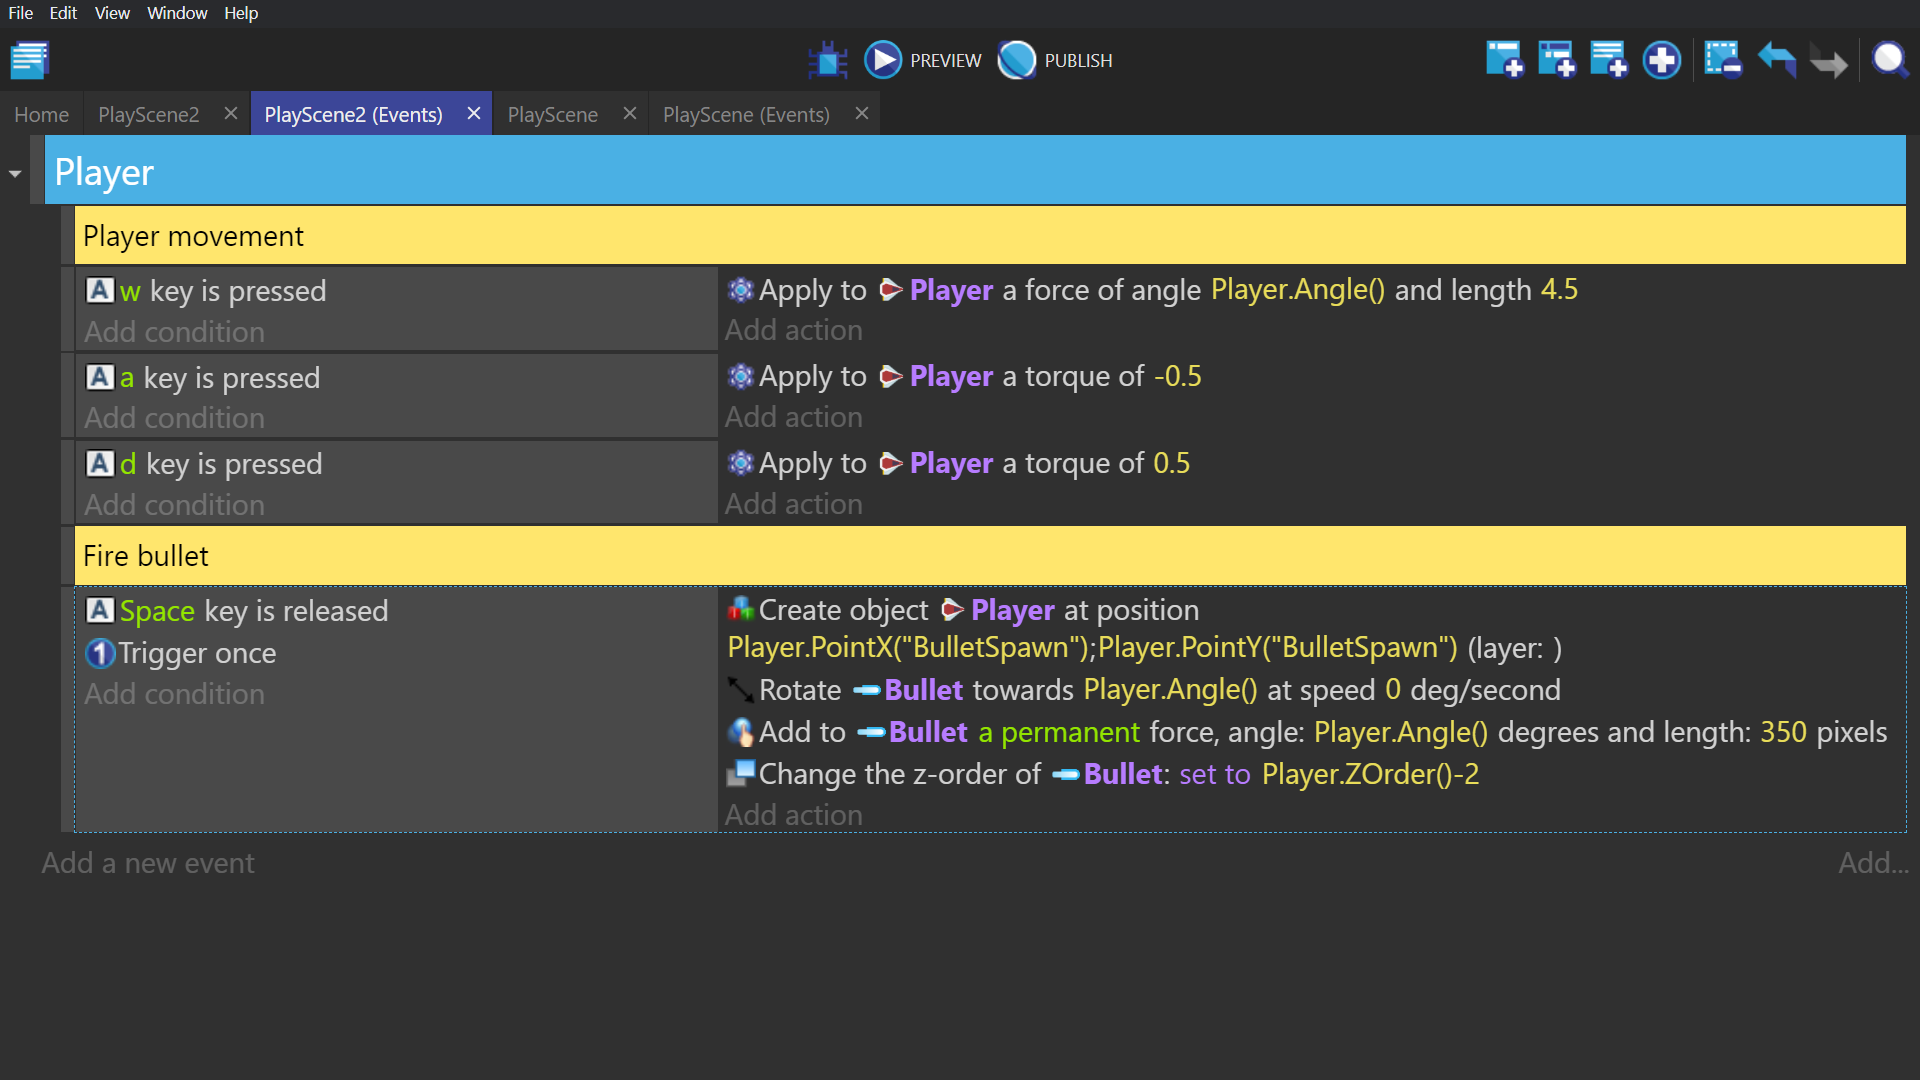 File Edit View Window Help
PREVIEW PUBLISH
Home PlayScene2 PlayScene2 (Events) PlayScene PlayScene (Events)
Player
Player movement
w key is pressed
Add condition
Apply to Player a force of angle Player.Angle() and length 4.5
Add action
a key is pressed
Add condition
Apply to Player a torque of -0.5
Add action
d key is pressed
Add condition
Apply to Player a torque of 0.5
Add action
Fire bullet
Space key is released
Trigger once
Add condition
Create object Player at position
Player.PointX("BulletSpawn");Player.PointY("BulletSpawn") (layer: )
Rotate Bullet towards Player.Angle() at speed 0 deg/second
Add to Bullet a permanent force, angle: Player.Angle() degrees and length: 350 pixels
Change the z-order of Bullet: set to Player.ZOrder()-2
Add action
Add a new event Add...